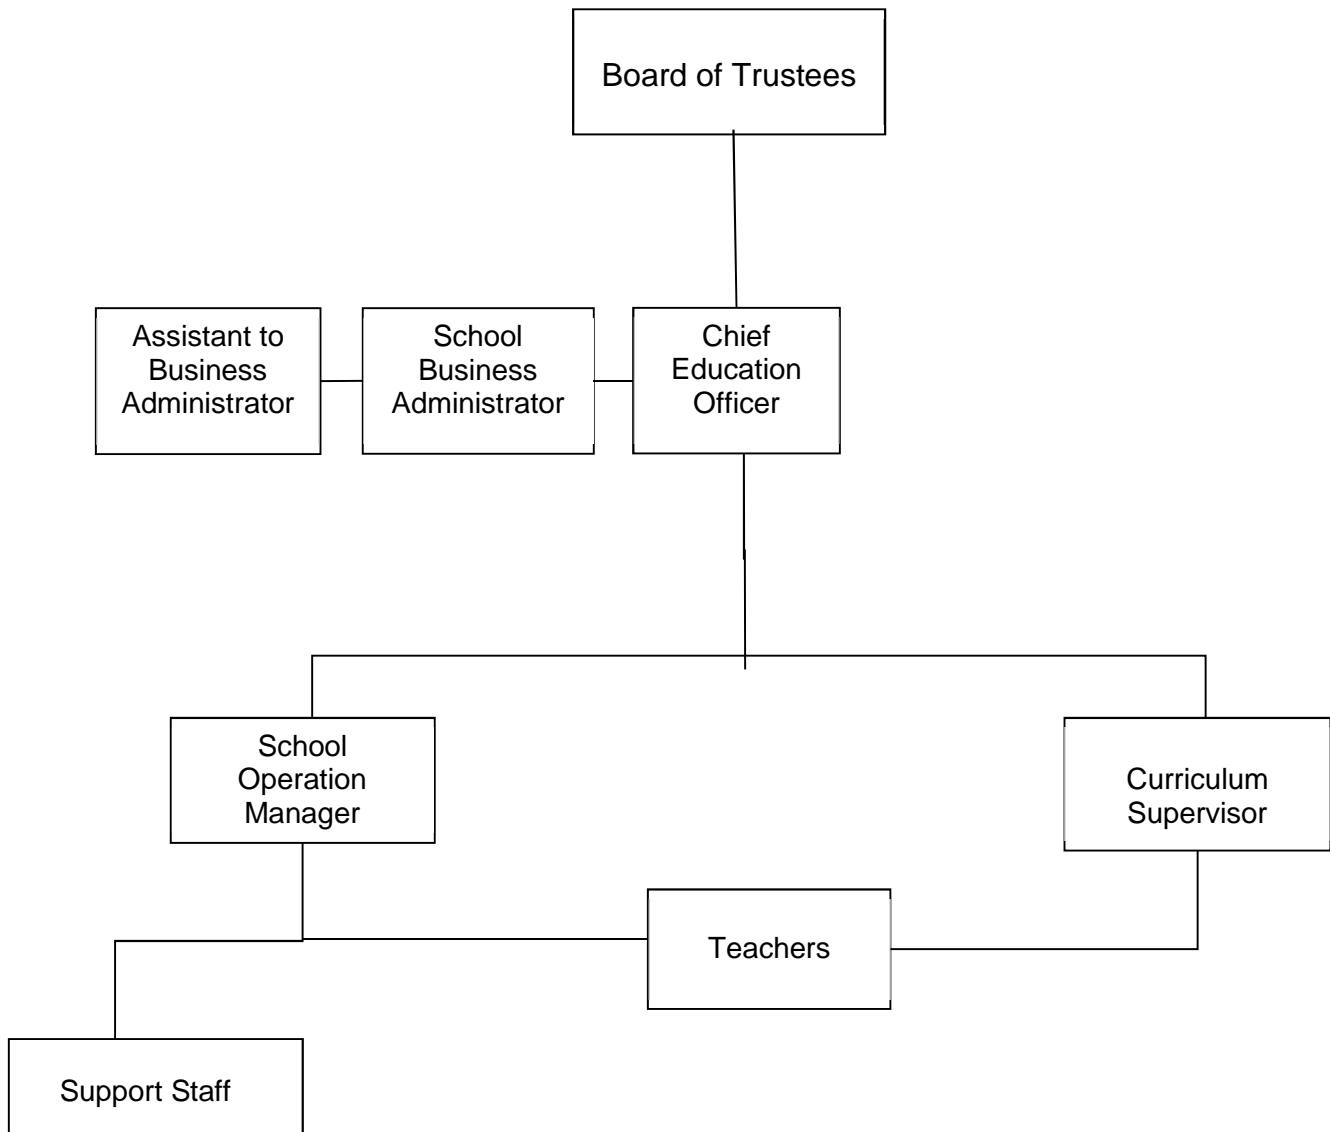 Board of Trustees
Assistant to
Business
Administrator
School
Business
Administrator
Chief
Education
Officer
School
Operation
Manager
Curriculum
Supervisor
Teachers
Support Staff